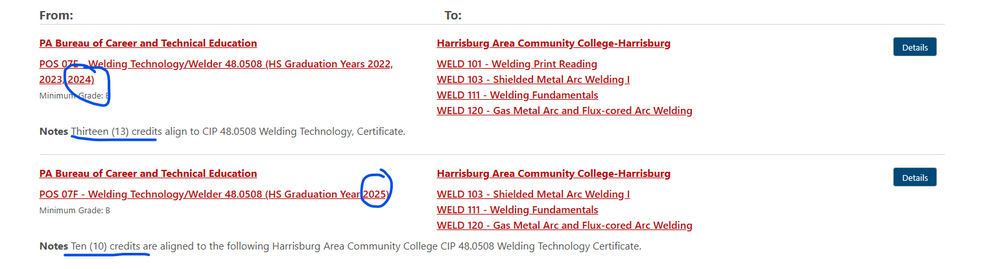 From:
To:
PA Bureau of Career and Technical Education
Harrisburg Area Community College-Harrisburg
Details
POS 07E - Welding Technology/Welder 48.0508 (HS Graduation Years 2022,
2023, 2024)
Minimum Grade: B
WELD 101 - Welding Print Reading
WELD 103 - Shielded Metal Arc Welding I
WELD 111 - Welding Fundamentals
WELD 120 - Gas Metal Arc and Flux-cored Arc Welding
Notes Thirteen (13) credits align to CIP 48.0508 Welding Technology, Certificate.
PA Bureau of Career and Technical Education
Harrisburg Area Community College-Harrisburg
Details
POS 07F - Welding Technology/Welder 48.0508 (HS Graduation Year 2025)
Minimum Grade: B
WELD 103 - Shielded Metal Arc Welding I
WELD 111 - Welding Fundamentals
WELD 120 - Gas Metal Arc and Flux-cored Arc Welding
Notes Ten (10) credits are aligned to the following Harrisburg Area Community College CIP 48.0508 Welding Technology Certificate.